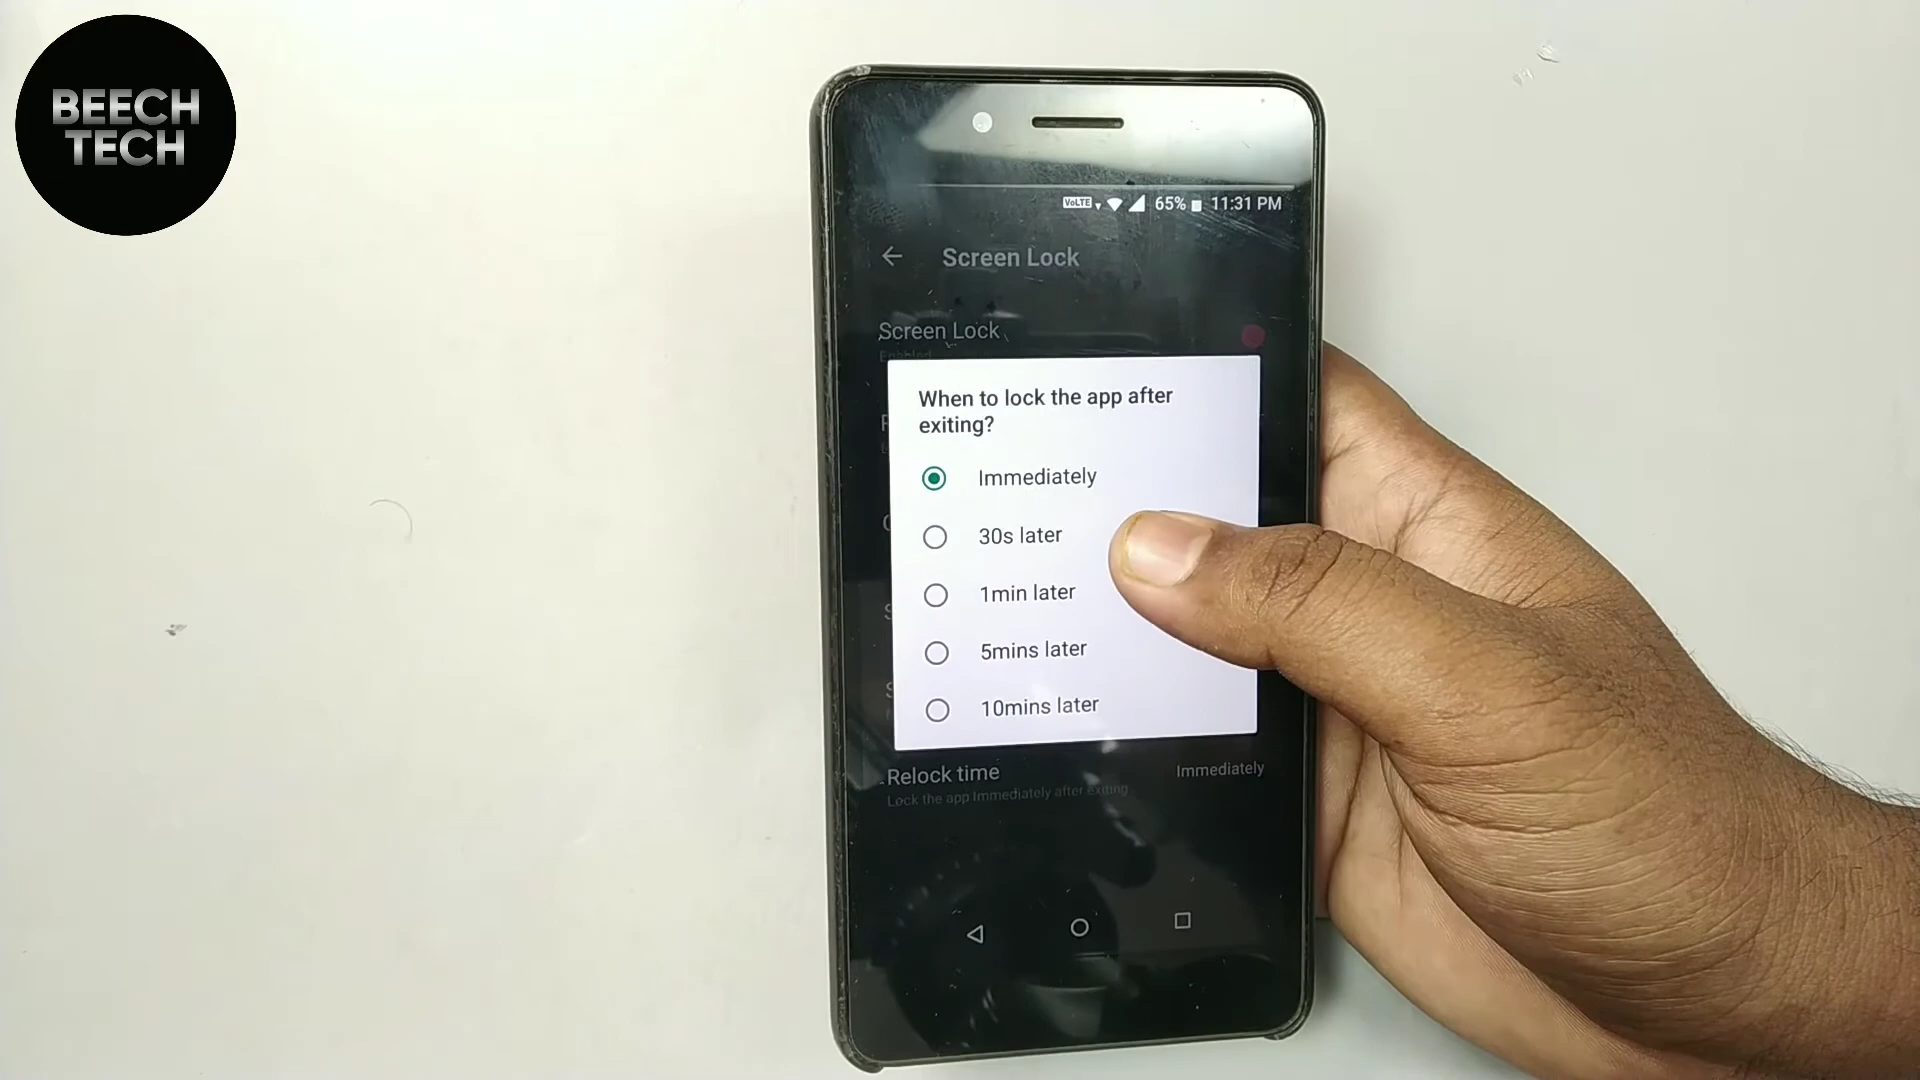 BEECH
TECH
VoLTE 65% 11:31 PM
Screen Lock
Screen Lock
Enabled
When to lock the app after
exiting?
Immediately
30s later
1min later
5mins later
10mins later
Relock time Immediately
Lock the app Immediately after exiting